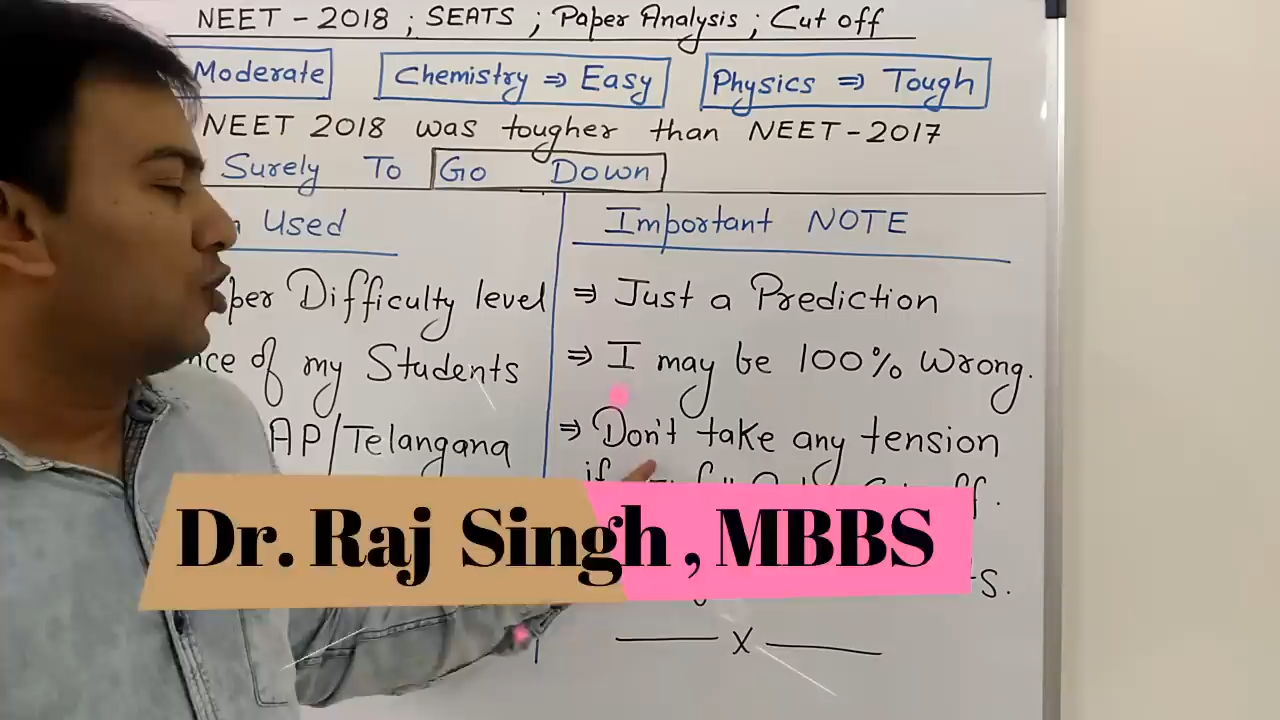 NEET - 2018 ; SEATS ; Paper Analysis ; Cut off
Moderate
Chemistry ⇒ Easy
Physics ⇒ Tough
NEET 2018 was tougher than NEET-2017
Surely To Go Down
Used
Difficulty level
of my Students
AP/Telangana
Important NOTE
⇒ Just a Prediction
⇒ I may be 100% Wrong.
⇒ Don't take any tension
if
Dr. Raj Singh , MBBS
X